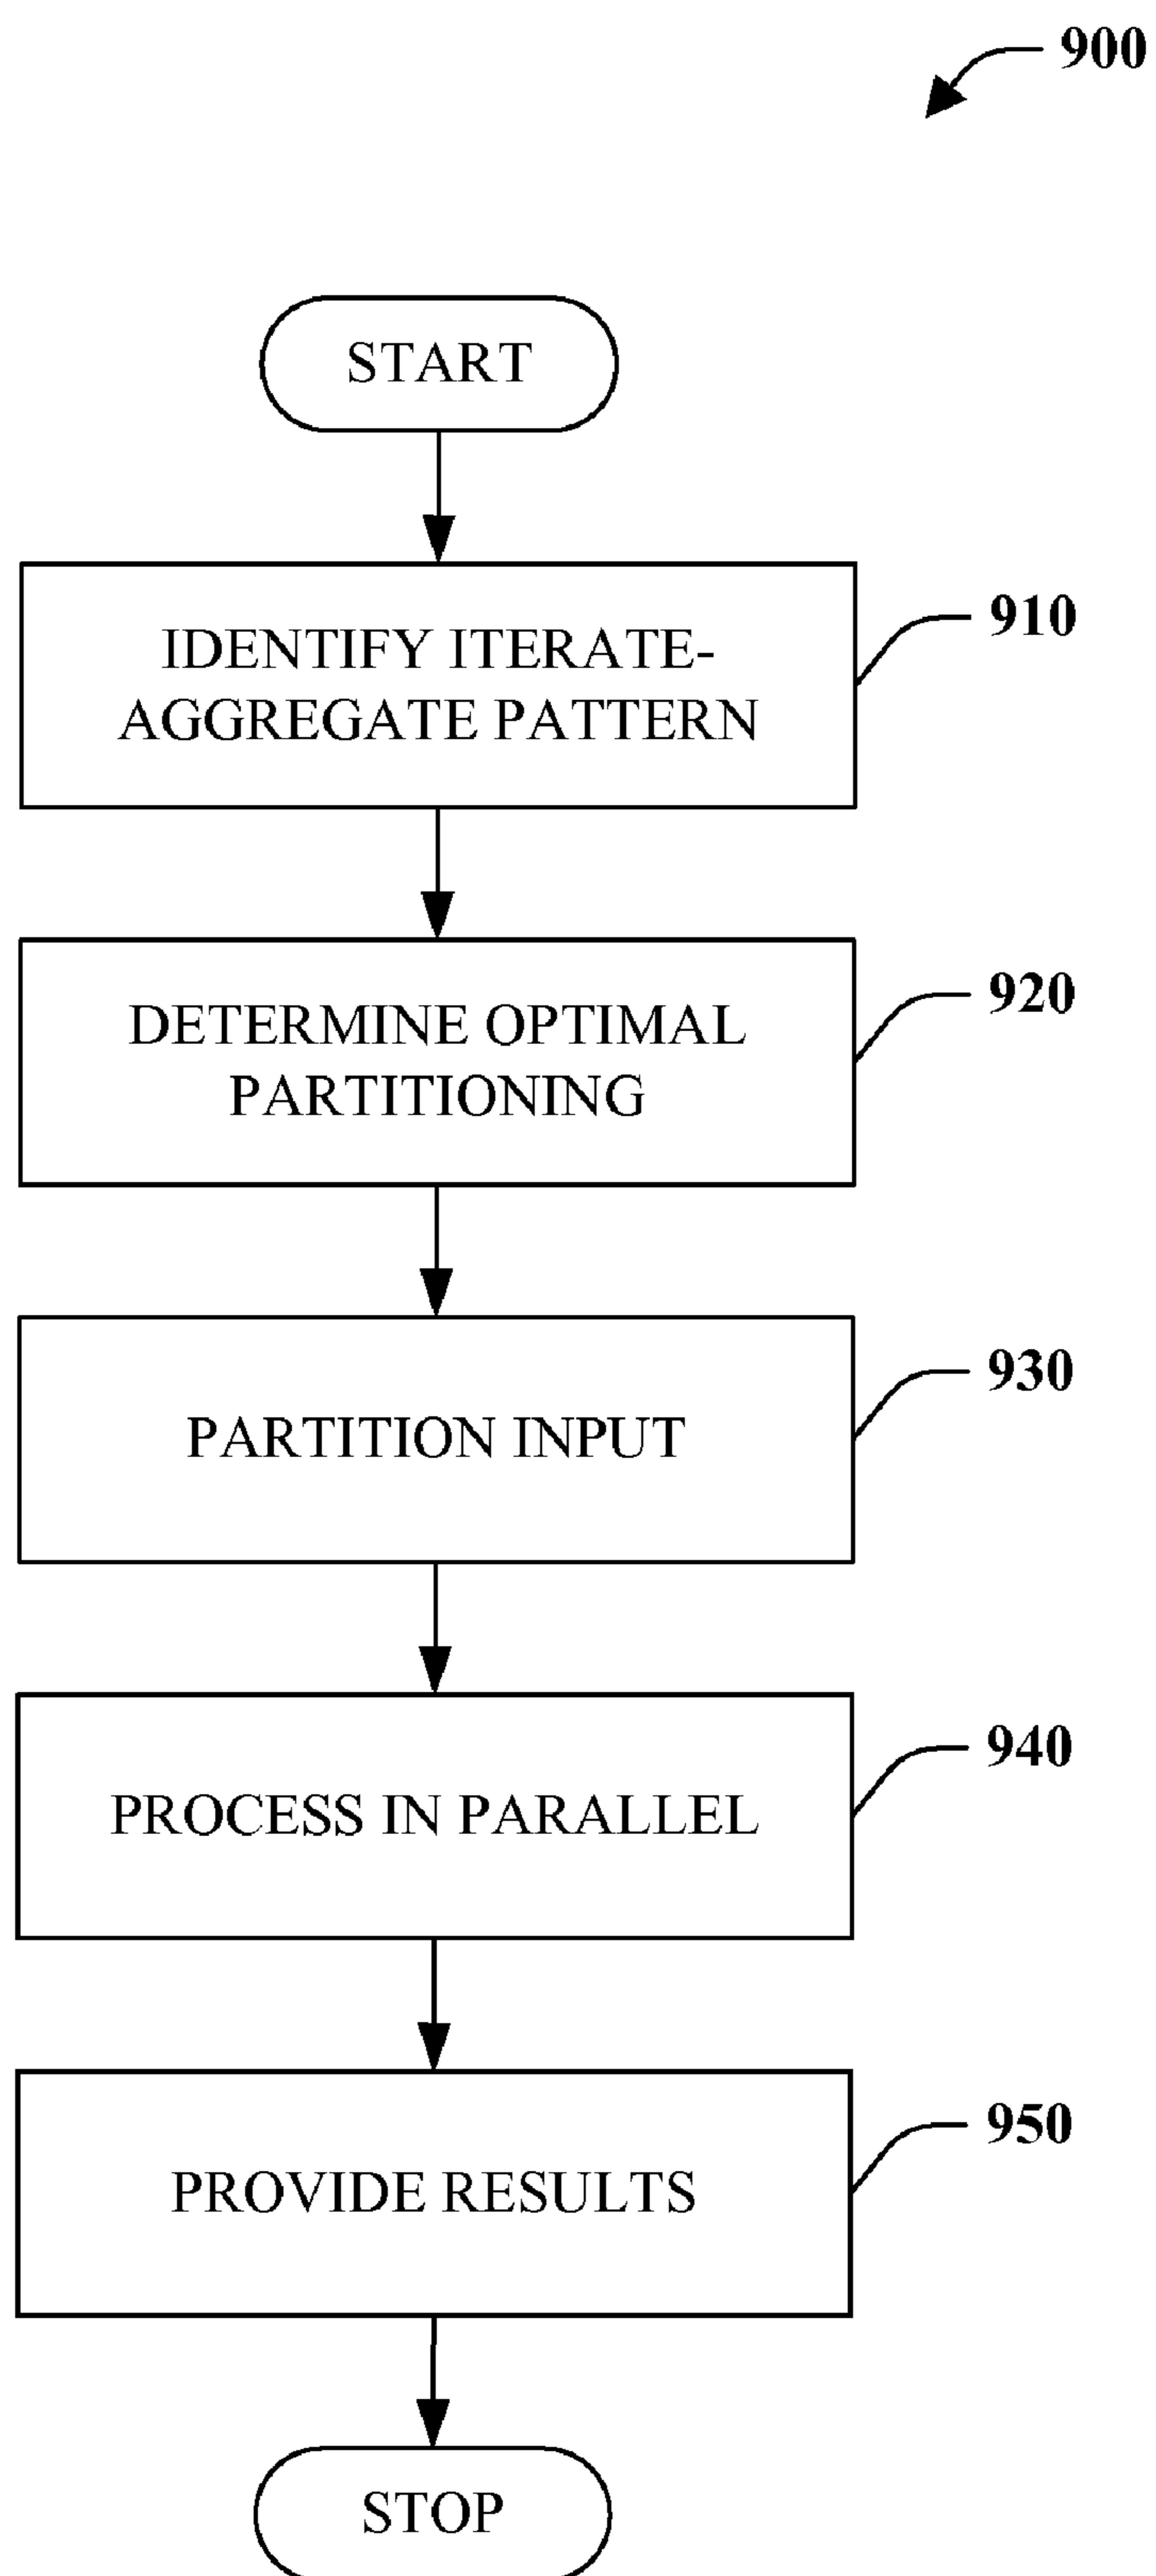 900
START
IDENTIFY ITERATE-
AGGREGATE PATTERN
910
DETERMINE OPTIMAL
PARTITIONING
920
PARTITION INPUT
930
PROCESS IN PARALLEL
940
PROVIDE RESULTS
950
STOP